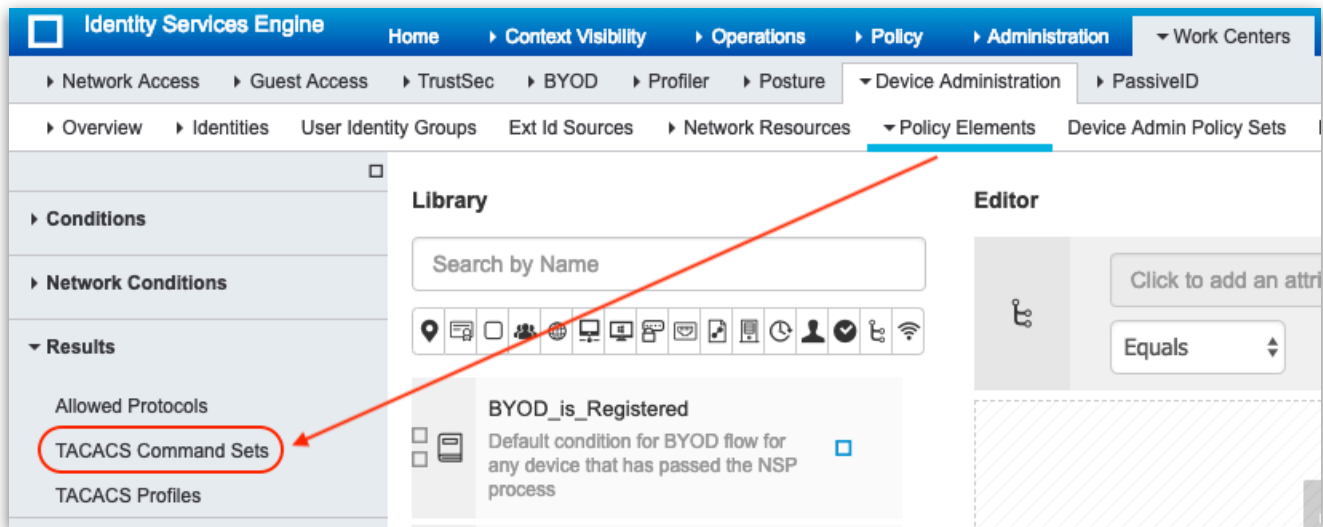 Identity Services Engine
Home Context Visibility Operations Policy Administration Work Centers
Network Access Guest Access TrustSec BYOD Profiler Posture Device Administration PassiveID
Overview Identities User Identity Groups Ext Id Sources Network Resources Policy Elements Device Admin Policy Sets
Conditions
Network Conditions
Results
Allowed Protocols
TACACS Command Sets
TACACS Profiles
Library
Search by Name
BYOD_is_Registered
Default condition for BYOD flow for
any device that has passed the NSP
process
Editor
Click to add an attri
Equals